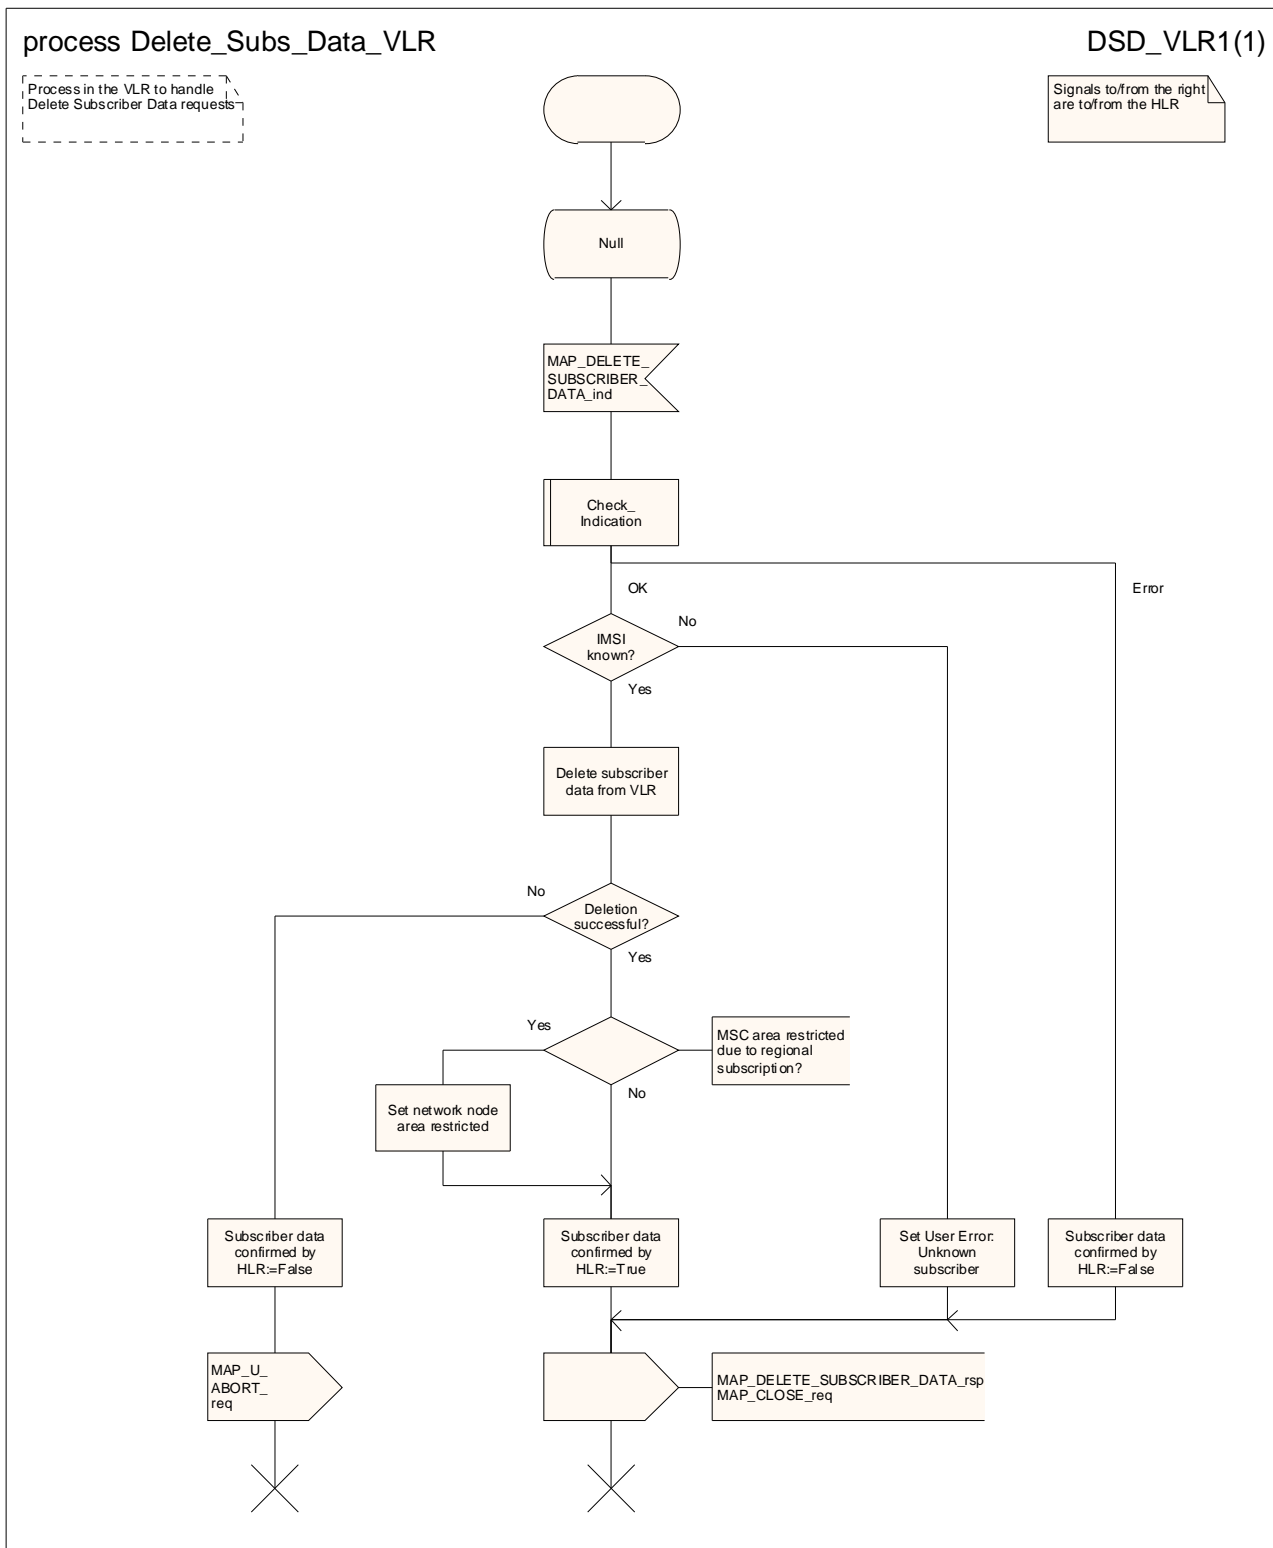 process Delete_Subs_Data_VLR
DSD_VLR1(1)
Process in the VLR to handle
Delete Subscriber Data requests
Signals to/from the right
are to/from the HLR
Null
MAP_DELETE_
SUBSCRIBER_
DATA_ind
Check_
Indication
OK
Error
IMSI
known?
No
Yes
Delete subscriber
data from VLR
No
Deletion
successful?
Yes
Yes
MSC area restricted
due to regional
subscription?
No
Set network node
area restricted
Subscriber data
confirmed by
HLR:=False
Subscriber data
confirmed by
HLR:=True
Set User Error:
Unknown
subscriber
Subscriber data
confirmed by
HLR:=False
MAP_U_
ABORT_
req
MAP_DELETE_SUBSCRIBER_DATA_rsp
MAP_CLOSE_req